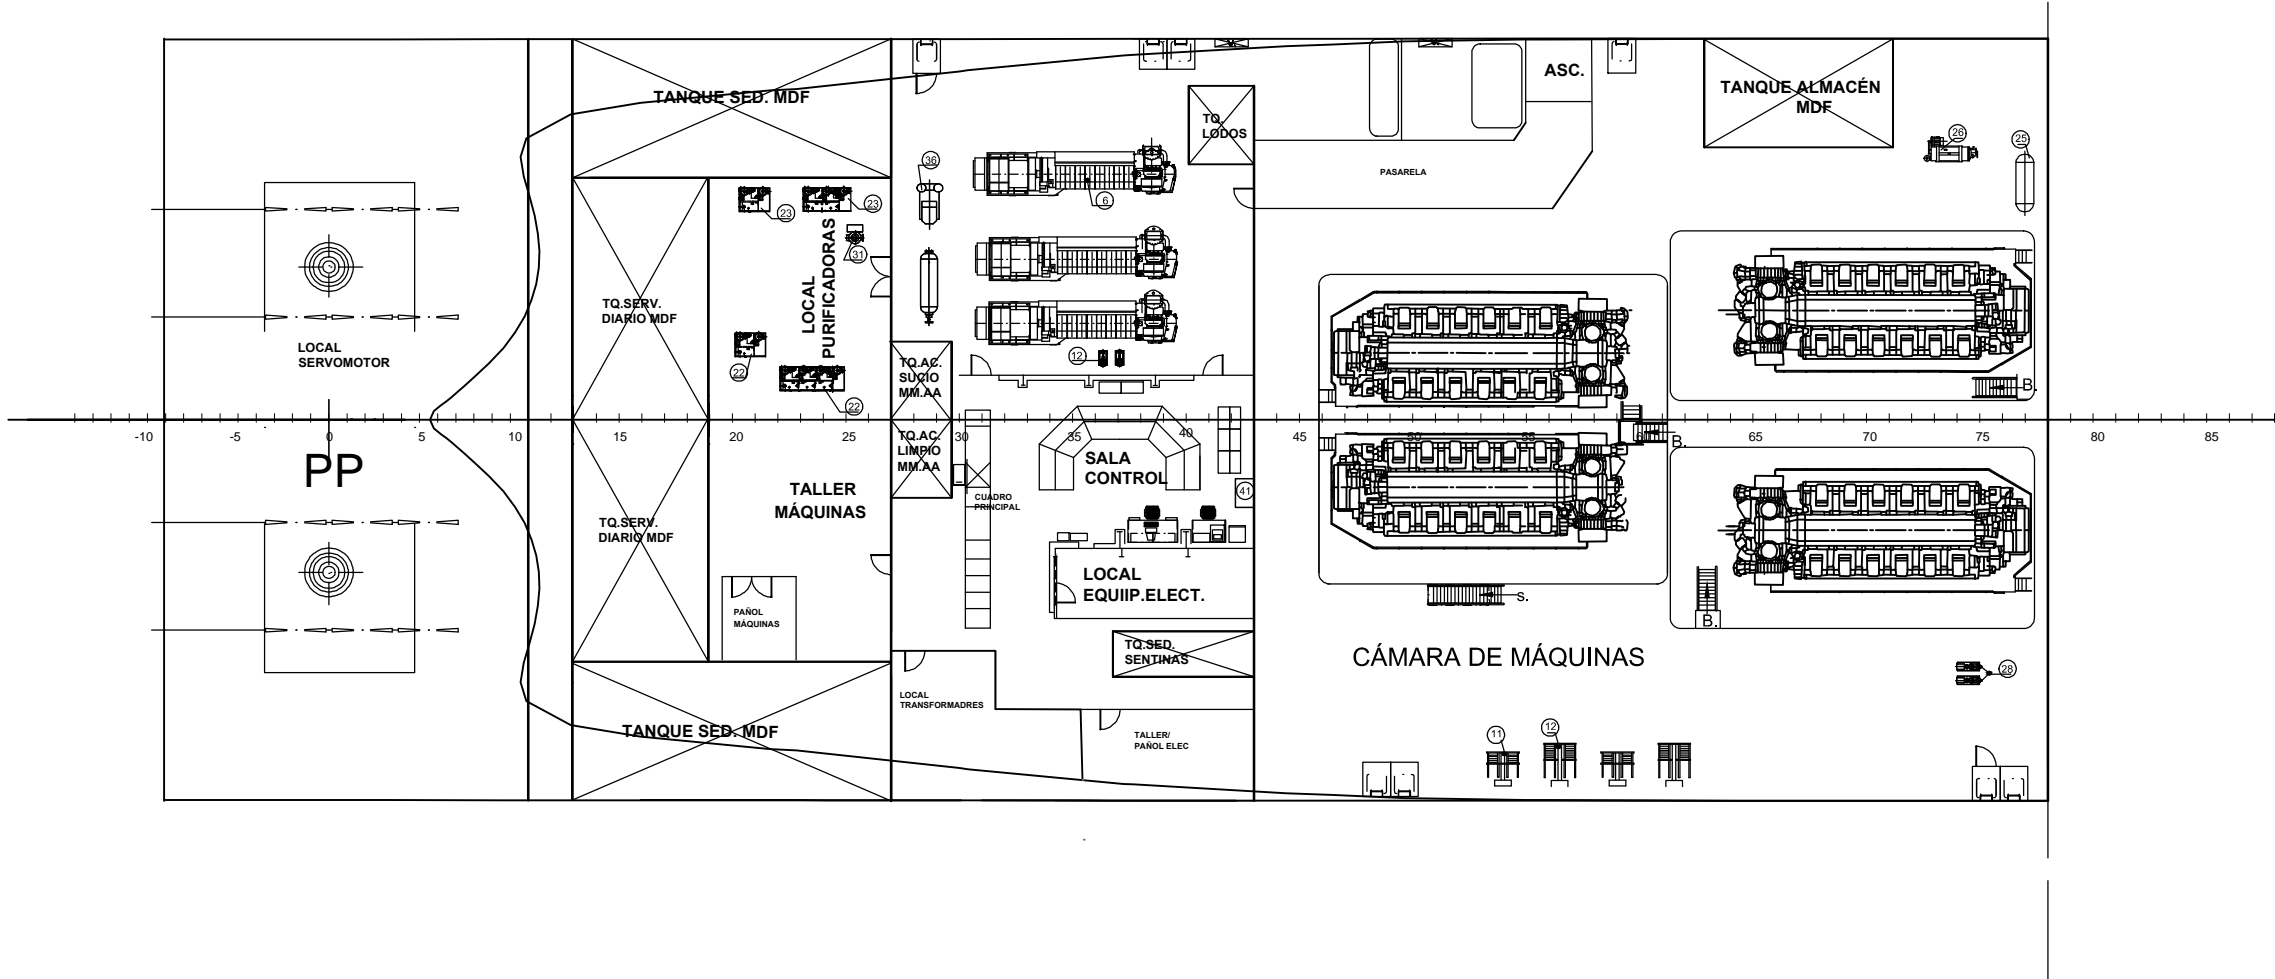 TANQUE SED. MDF
ASC.
TANQUE ALMACÉN
MDF
TQ.
LODOS
26
25
36
PASARELA
6
23
23
LOCAL
PURIFICADORAS
31
TQ.SERV.
DIARIO MDF
LOCAL
SERVOMOTOR
12
TQ.AC.
SUCIO
MM.AA
22
22
B.
-10
-5
0
5
10
15
20
25
30
35
40
45
50
55
60
65
70
75
80
85
TQ.AC.
LIMPIO
MM.AA
B.
PP
SALA
CONTROL
TALLER
MÁQUINAS
CUADRO
PRINCIPAL
41
TQ.SERV.
DIARIO MDF
LOCAL
EQUIIP.ELECT.
S.
B.
PAÑOL
MÁQUINAS
TQ.SED.
SENTINAS
CÁMARA DE MÁQUINAS
28
LOCAL
TRANSFORMADRES
TANQUE SED. MDF
TALLER/
PAÑOL ELEC
11
12